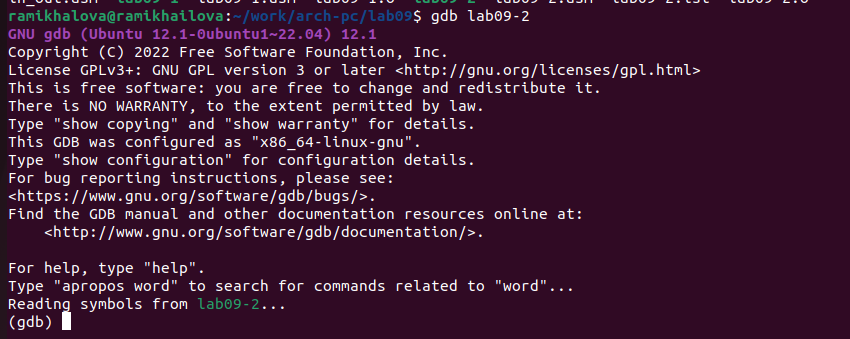 ramikhalova@ramikhailova:~/work/arch-pc/lab09$ gdb lab09-2
GNU gdb (Ubuntu 12.1-0ubuntu1~22.04) 12.1
Copyright (C) 2022 Free Software Foundation, Inc.
License GPLv3+: GNU GPL version 3 or later <http://gnu.org/licenses/gpl.html>
This is free software: you are free to change and redistribute it.
There is NO WARRANTY, to the extent permitted by law.
Type "show copying" and "show warranty" for details.
This GDB was configured as "x86_64-linux-gnu".
Type "show configuration" for configuration details.
For bug reporting instructions, please see:
<https://www.gnu.org/software/gdb/bugs/>.
Find the GDB manual and other documentation resources online at:
    <http://www.gnu.org/software/gdb/documentation/>.
For help, type "help".
Type "apropos word" to search for commands related to "word"...
Reading symbols from lab09-2...
(gdb)